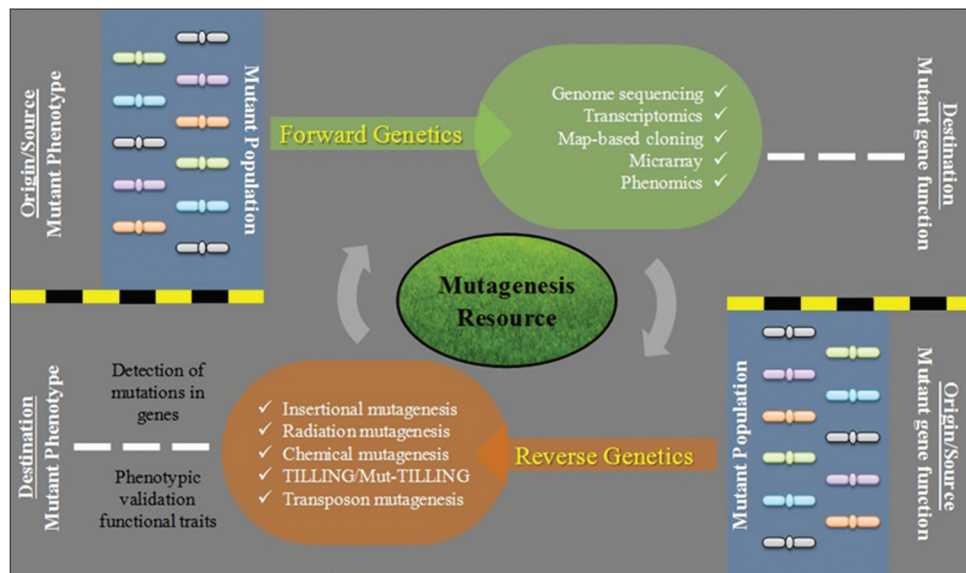 Origin/Source
Mutant Phenotype
Mutant Population
Forward Genetics
Genome sequencing ✓
Transcriptomics ✓
Map-based cloning ✓
Micrarray ✓
Phenomics ✓
Destination
Mutant gene function
Mutagenesis
Resource
Destination
Mutant Phenotype
Detection of
mutations in
genes
Phenotypic
validation
functional traits
✓ Insertional mutagenesis
✓ Radiation mutagenesis
✓ Chemical mutagenesis
✓ TILLING/Mut-TILLING
✓ Transposon mutagenesis
Reverse Genetics
Mutant Population
Origin/Source
Mutant gene function